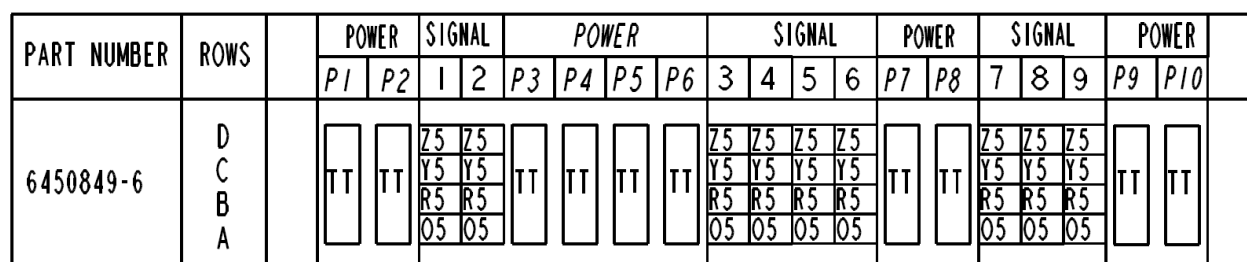 PART NUMBER ROWS POWER SIGNAL POWER SIGNAL POWER SIGNAL POWER
P1 P2 1 2 P3 P4 P5 P6 3 4 5 6 P7 P8 7 8 9 P9 P10
D Z5 Z5 Z5 Z5 Z5 Z5 Z5 Z5 Z5
6450849-6 C TT TT Y5 Y5 TT TT TT TT Y5 Y5 Y5 Y5 TT TT Y5 Y5 Y5 TT TT
B R5 R5 R5 R5 R5 R5 R5 R5 R5
A O5 O5 O5 O5 O5 O5 O5 O5 O5